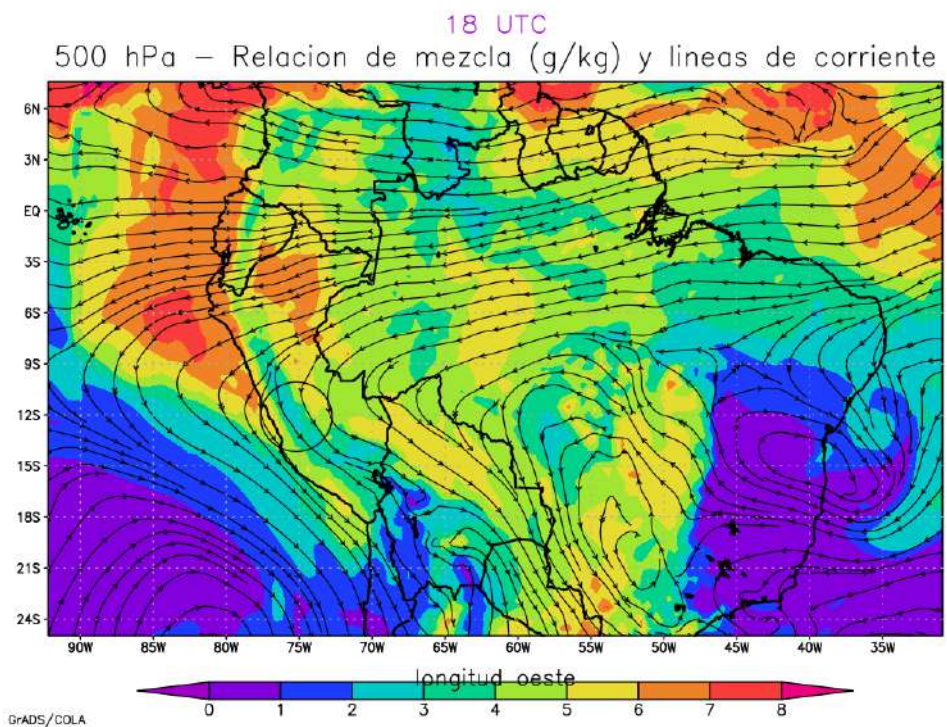 18 UTC
500 hPa – Relacion de mezcla (g/kg) y lineas de corriente
6N
3N
EQ
3S
6S
9S
12S
15S
18S
21S
24S
90W 85W 80W 75W 70W 65W 60W 55W 50W 45W 40W 35W
longitud oeste
0 1 2 3 4 5 6 7 8
GrADS/COLA